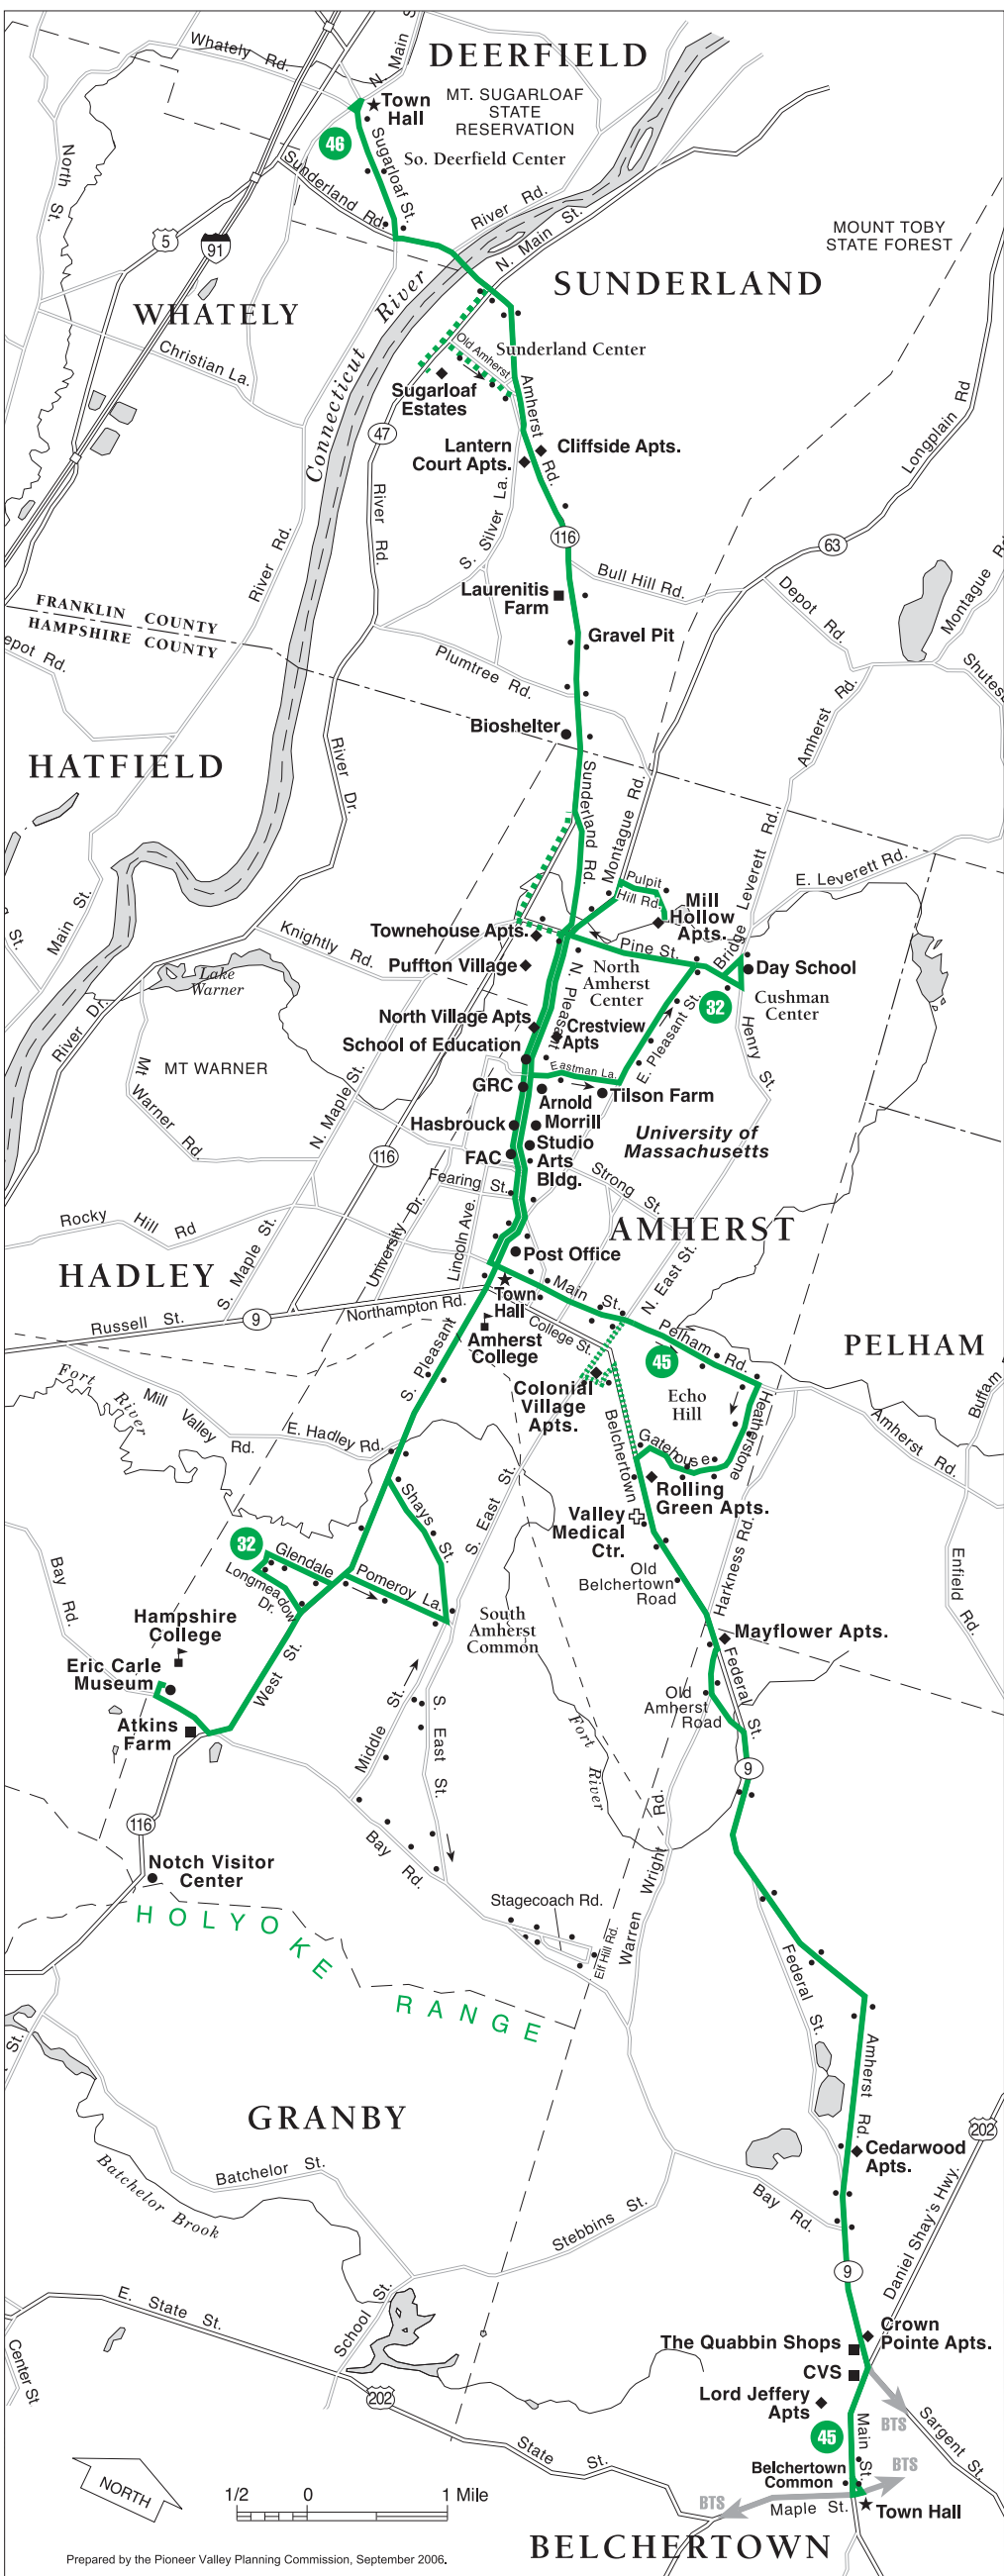 DEERFIELD
Whately Rd.
N. Main S
Town
Hall
MT. SUGARLOAF
STATE
RESERVATION
46
Sugarloaf St.
So. Deerfield Center
North St.
Sunderland Rd.
River Rd.
N. Main St.
5
91
MOUNT TOBY
STATE FOREST
SUNDERLAND
WHATELY
Connecticut River
Christian La.
Old Amherst
Sunderland Center
Sugarloaf
Estates
Amherst Rd.
Longplain Rd
47
Lantern
Court Apts.
Cliffside Apts.
River Rd.
S. Silver La.
116
63
River Rd.
Bull Hill Rd.
Laurenitis
Farm
Depot Rd.
Montague R
FRANKLIN COUNTY
HAMPSHIRE COUNTY
Gravel Pit
epot Rd.
Plumtree Rd.
Shutes
Amherst Rd.
Bioshelter
HATFIELD
River Dr.
Sunderland Rd.
Montague Rd.
Leverett Rd.
E. Leverett Rd.
Pulpit
Hill Rd.
Mill
Hollow
Apts.
Main St.
St.
Knightly Rd.
Townehouse Apts.
Pine St.
Bridge
Puffton Village
North
Amherst
Center
Day School
Lake
Warner
32
Cushman
Center
N. Pleasant
North Village Apts
Crestview
Apts
River Dr.
School of Education
E. Pleasant St.
Henry St.
MT WARNER
Eastman La.
GRC
Arnold
Tilson Farm
Mt Warner Rd.
N. Maple St.
Hasbrouck
Morrill
University of
Massachusetts
116
FAC
Studio
Arts
Bldg.
Fearing St.
Strong St.
Rocky Hill Rd
S. Maple St.
University Dr.
Lincoln Ave.
AMHERST
Post Office
HADLEY
Town
Hall
Main St.
N. East St.
Russell St.
9
Northampton Rd.
College St.
Pelham Rd.
PELHAM
Amherst
College
45
Fort River
S. Pleasant
Colonial
Village
Apts.
Echo
Hill
Heatherstone
Buffam
Mill Valley Rd.
E. Hadley Rd.
Belchertown
Gatehouse
Amherst Rd.
Rolling
Green Apts.
Shays St.
S. East St.
Valley
Medical
Ctr.
32
Glendale
Longmeadow
Dr.
Pomeroy La.
Old
Belchertown
Road
Harkness Rd.
Enfield Rd.
Bay Rd.
Hampshire
College
South
Amherst
Common
Mayflower Apts.
Eric Carle
Museum
West St.
Federal St.
Atkins
Farm
Middle St.
S. East St.
Old
Amherst
Road
Fort River
9
116
Bay Rd.
Warren Wright Rd.
Notch Visitor
Center
Stagecoach Rd.
HOLYOKE RANGE
Elf Hill Rd.
Federal St.
St.
Amherst Rd.
GRANBY
202
Cedarwood
Apts.
Batchelor St.
Batchelor Brook
Bay Rd.
Daniel Shay's Hwy.
Stebbins St.
9
E. State St.
School St.
Crown
Pointe Apts.
The Quabbin Shops
Center St
CVS
202
Lord Jeffery
Apts
BTS
Sargent St.
45
Main St.
State St.
BTS
Belchertown
Common
BTS
Maple St.
Town Hall
NORTH
1/2 0 1 Mile
BELCHERTOWN
Prepared by the Pioneer Valley Planning Commission, September 2006.